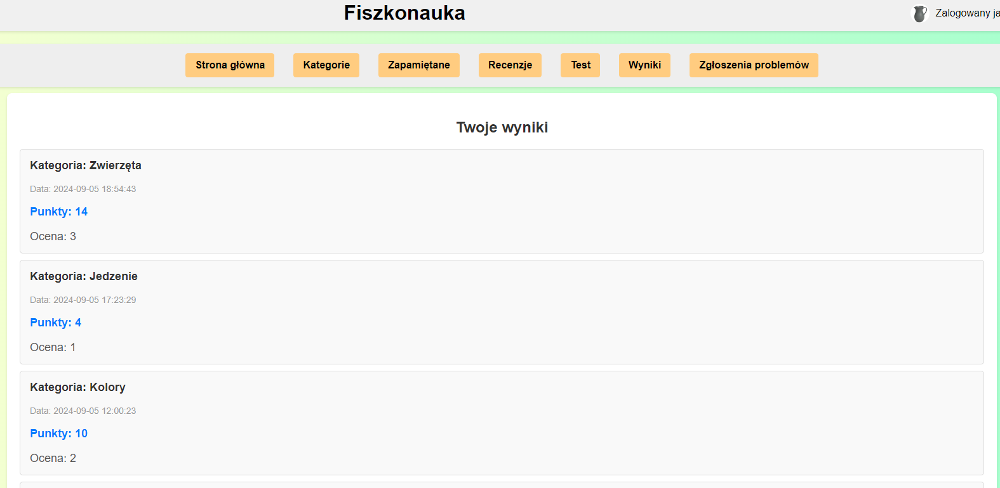 Fiszkonauka
Zalogowany ja
Strona główna Kategorie Zapamiętane Recenzje Test Wyniki Zgłoszenia problemów
Twoje wyniki
Kategoria: Zwierzęta
Data: 2024-09-05 18:54:43
Punkty: 14
Ocena: 3
Kategoria: Jedzenie
Data: 2024-09-05 17:23:29
Punkty: 4
Ocena: 1
Kategoria: Kolory
Data: 2024-09-05 12:00:23
Punkty: 10
Ocena: 2